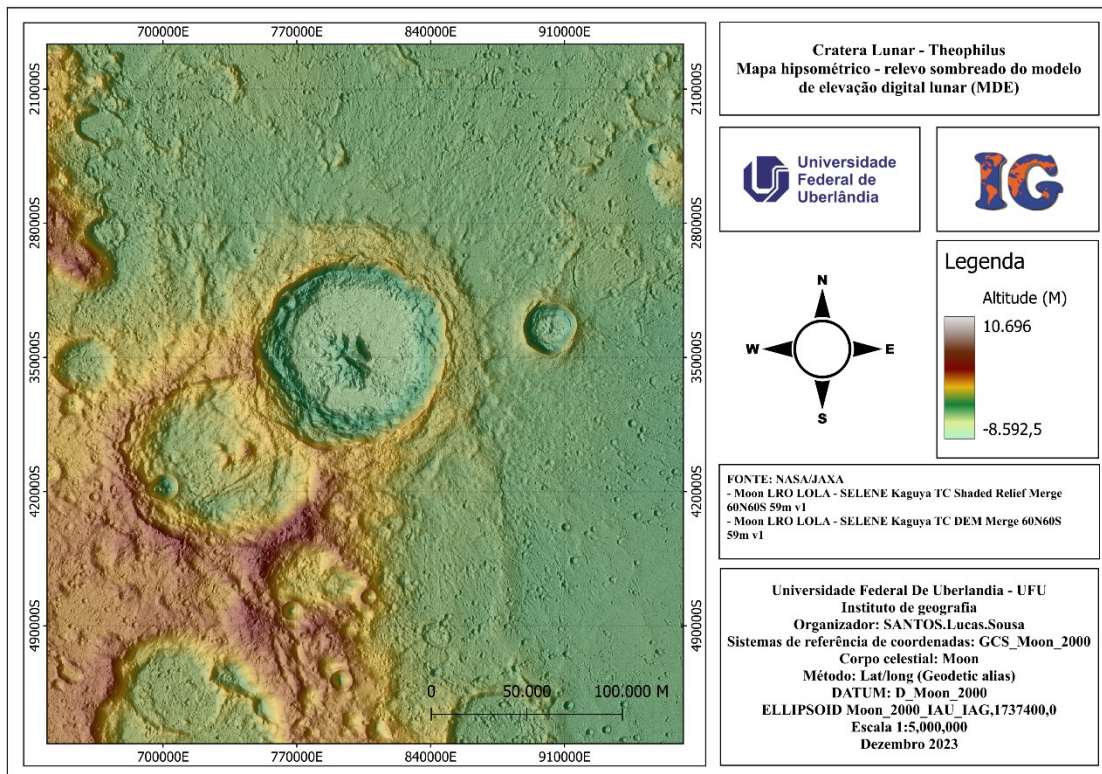 700000E 770000E 840000E 910000E
210000S 210000S
280000S 280000S
350000S 350000S
420000S 420000S
490000S 490000S
0 50.000 100.000 M
700000E 770000E 840000E 910000E
Cratera Lunar - Theophilus
Mapa hipsométrico - relevo sombreado do modelo
de elevação digital lunar (MDE)
Universidade
Federal de
Uberlândia
IG
N
W E
S
Legenda
Altitude (M)
10.696
-8.592,5
FONTE: NASA/JAXA
- Moon LRO LOLA - SELENE Kaguya TC Shaded Relief Merge
60N60S 59m v1
- Moon LRO LOLA - SELENE Kaguya TC DEM Merge 60N60S
59m v1
Universidade Federal De Uberlandia - UFU
Instituto de geografia
Organizador: SANTOS.Lucas.Sousa
Sistemas de referência de coordenadas: GCS_Moon_2000
Corpo celestial: Moon
Método: Lat/long (Geodetic alias)
DATUM: D_Moon_2000
ELLIPSOID Moon_2000_IAU_IAG,1737400,0
Escala 1:5,000,000
Dezembro 2023